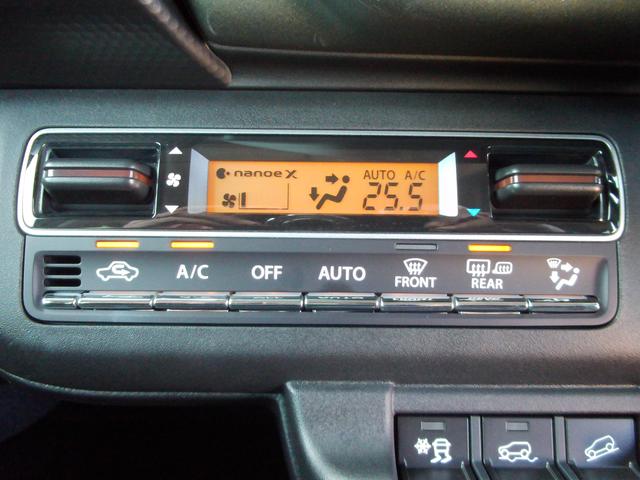 nanoe X
AUTO A/C
25.5
A/C OFF AUTO FRONT REAR